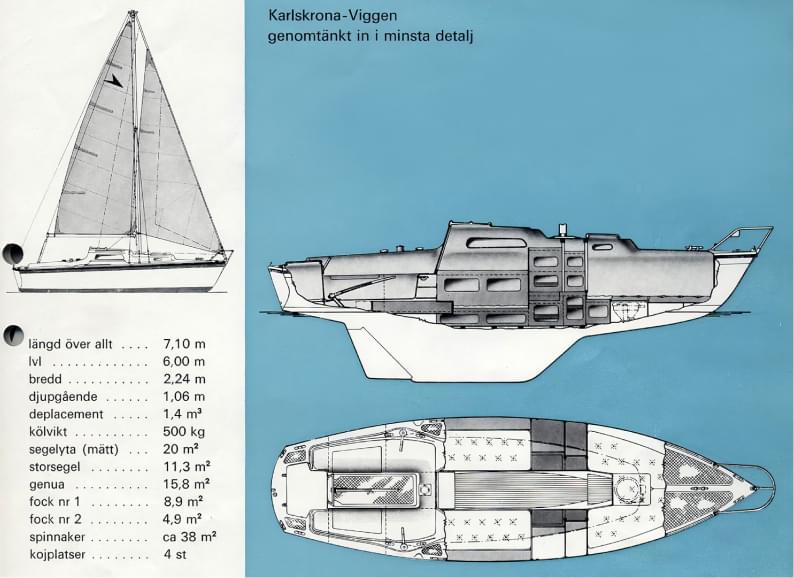 Karlskrona-Viggen
genomtänkt in i minsta detalj
längd över allt .... 7,10 m
lvl ............. 6,00 m
bredd ........... 2,24 m
djupgående ...... 1,06 m
deplacement ..... 1,4 m³
kölvikt .......... 500 kg
segelyta (mätt) ... 20 m²
storsegel ........ 11,3 m²
genua .......... 15,8 m²
fock nr 1 ........ 8,9 m²
fock nr 2 ........ 4,9 m²
spinnaker ....... ca 38 m²
kojplatser ........ 4 st